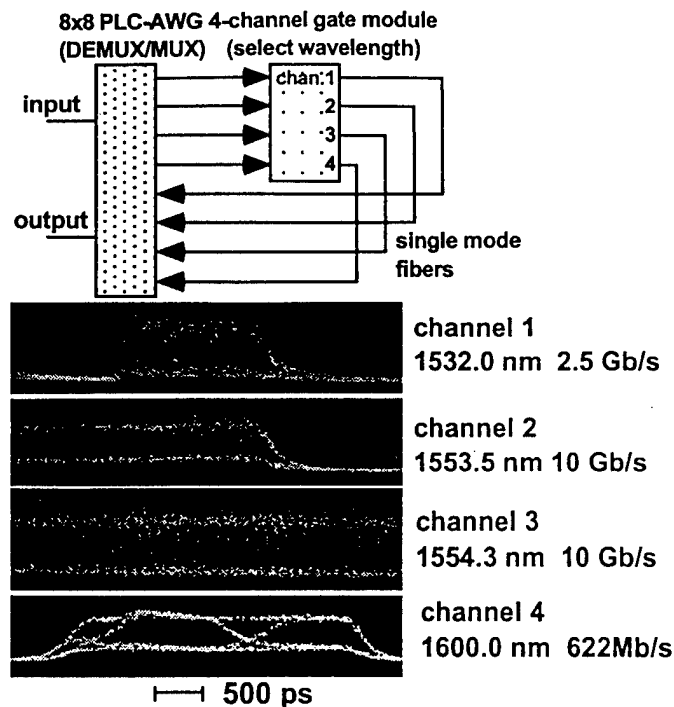 8x8 PLC-AWG 4-channel gate module
(DEMUX/MUX) (select wavelength)
input
chan.1
2
3
4
output
single mode
fibers
channel 1
1532.0 nm 2.5 Gb/s
channel 2
1553.5 nm 10 Gb/s
channel 3
1554.3 nm 10 Gb/s
channel 4
1600.0 nm 622Mb/s
500 ps